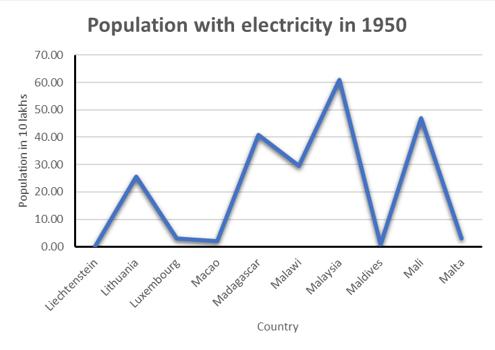 Population with electricity in 1950
Population in 10 lakhs
70.00
60.00
50.00
40.00
30.00
20.00
10.00
0.00
Liechtenstein
Lithuania
Luxembourg
Macao
Madagascar
Malawi
Malaysia
Maldives
Mali
Malta
Country